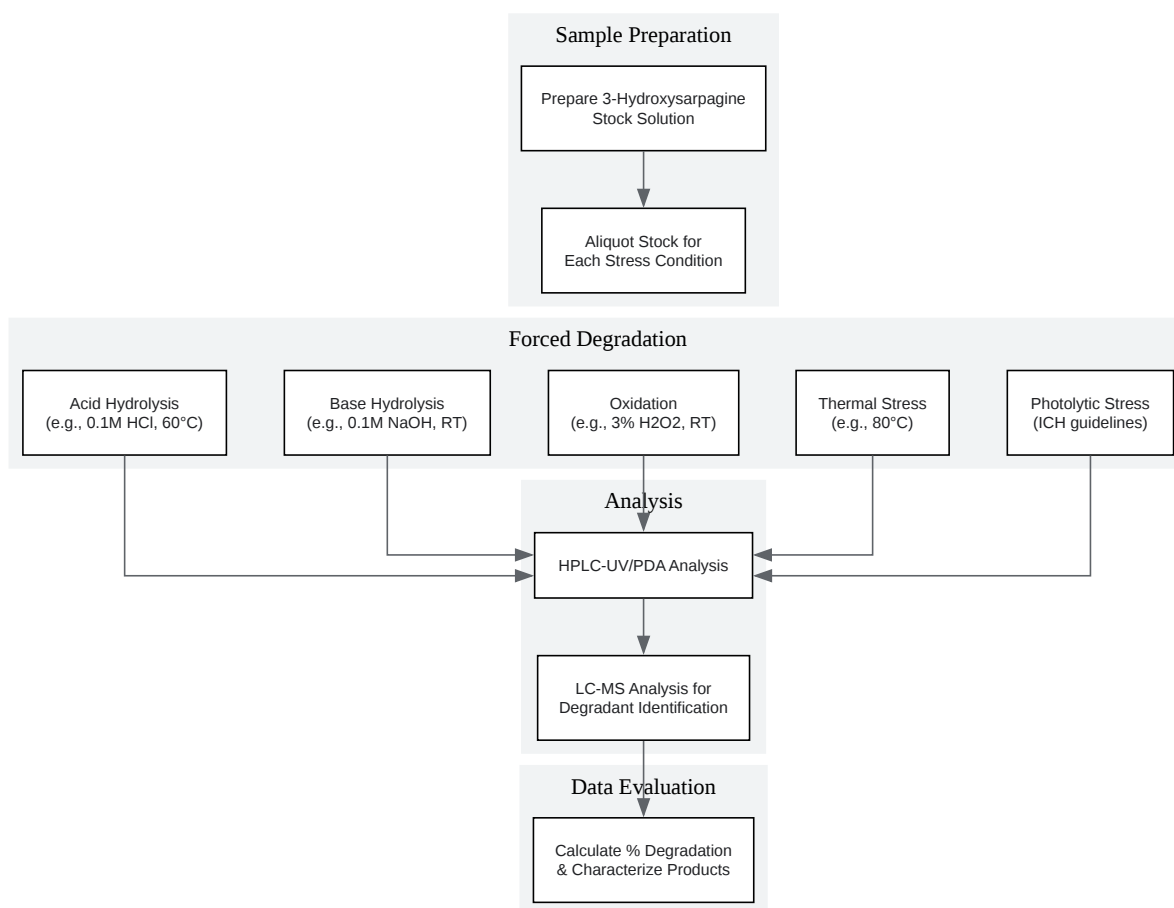 Sample Preparation
Prepare 3-Hydroxysarpagine
Stock Solution
Aliquot Stock for
Each Stress Condition
Forced Degradation
Acid Hydrolysis
(e.g., 0.1M HCl, 60°C)
Base Hydrolysis
(e.g., 0.1M NaOH, RT)
Oxidation
(e.g., 3% H2O2, RT)
Thermal Stress
(e.g., 80°C)
Photolytic Stress
(ICH guidelines)
Analysis
HPLC-UV/PDA Analysis
LC-MS Analysis for
Degradant Identification
Data Evaluation
Calculate % Degradation
& Characterize Products